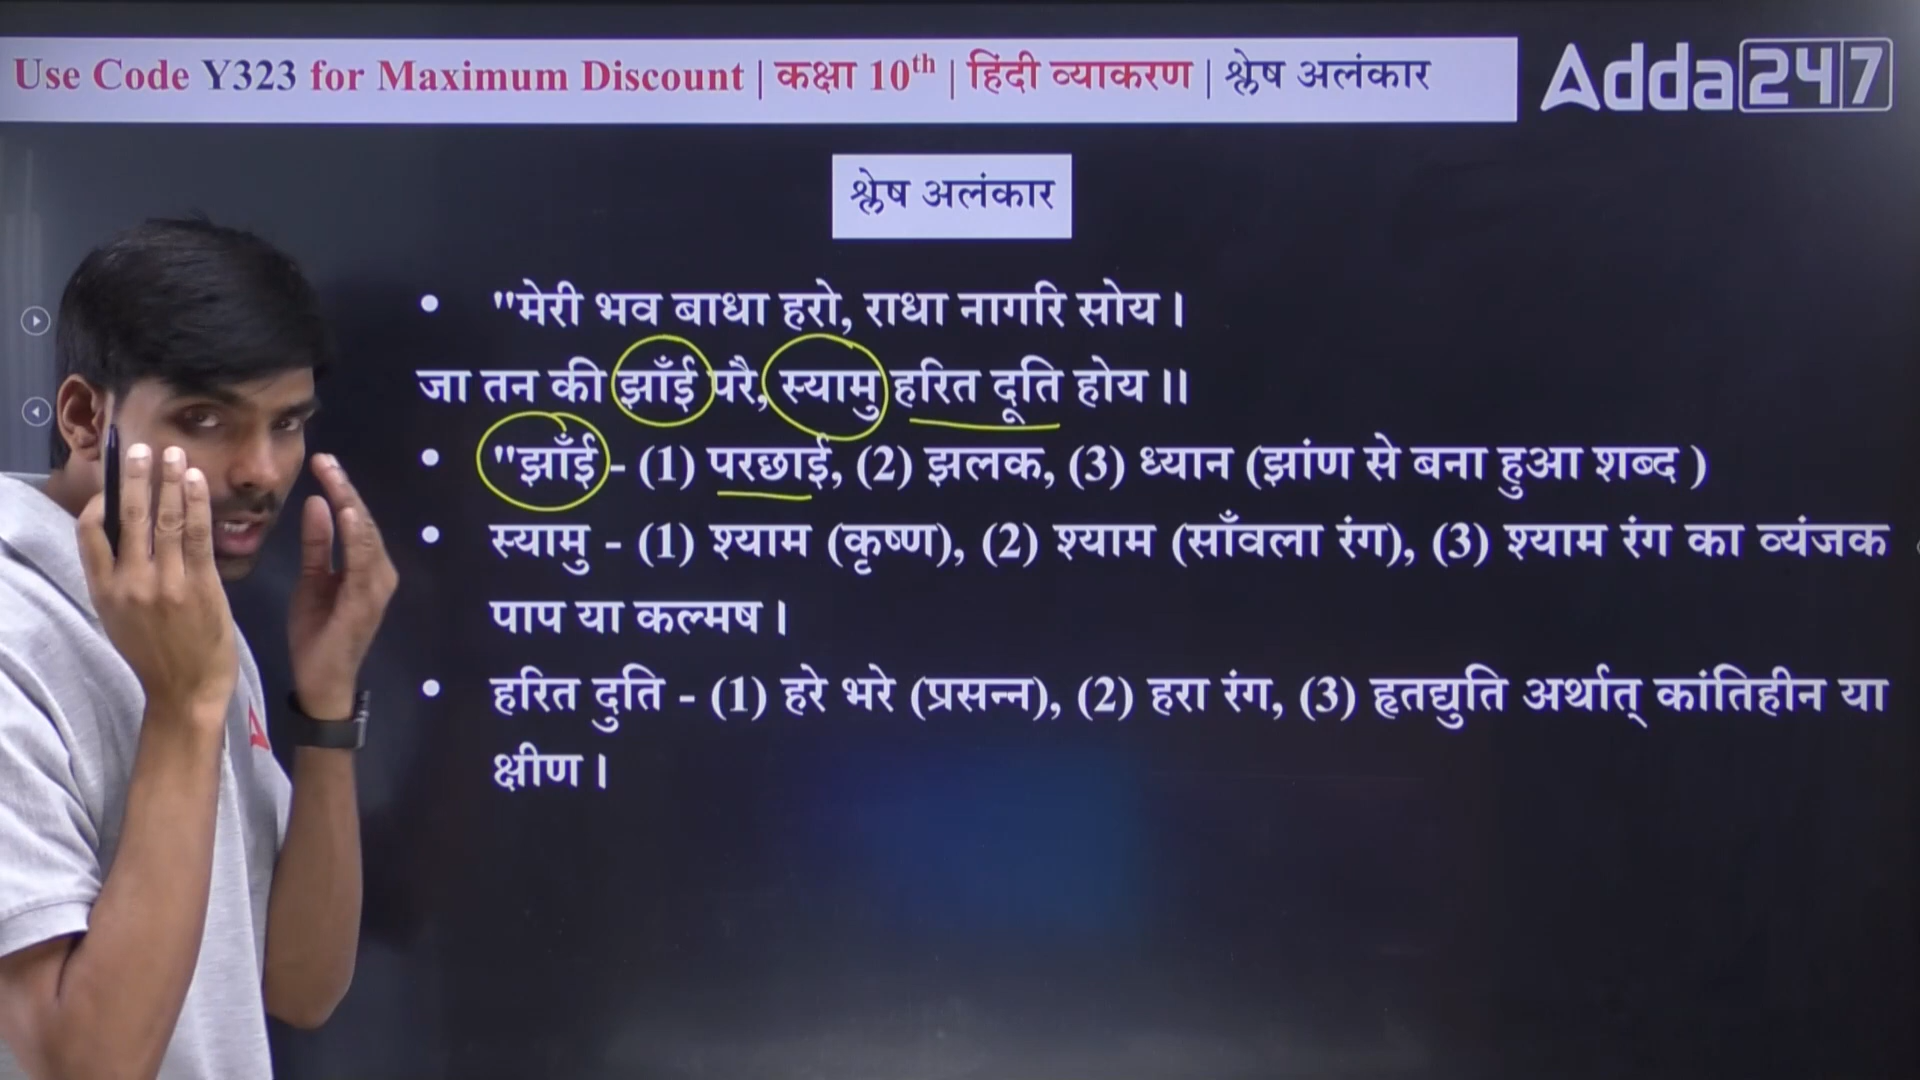 Use Code Y323 for Maximum Discount | कक्षा 10th | हिंदी व्याकरण | श्लेष अलंकार
Adda247
श्लेष अलंकार
• "मेरी भव बाधा हरो, राधा नागरि सोय ।
जा तन की झाँई परै, स्यामु हरित दूति होय ॥
• "झाँई - (1) परछाई, (2) झलक, (3) ध्यान (झांण से बना हुआ शब्द )
• स्यामु - (1) श्याम (कृष्ण), (2) श्याम (साँवला रंग), (3) श्याम रंग का व्यंजक
पाप या कल्मष ।
• हरित दुति - (1) हरे भरे (प्रसन्न), (2) हरा रंग, (3) हृतद्युति अर्थात् कांतिहीन या
क्षीण ।